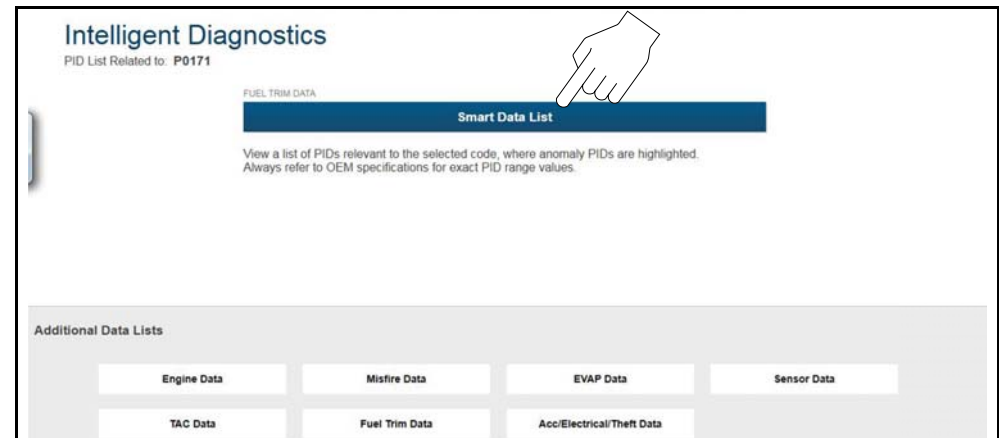 Intelligent Diagnostics
PID List Related to: P0171
FUEL TRIM DATA
Smart Data List
View a list of PIDs relevant to the selected code, where anomaly PIDs are highlighted.
Always refer to OEM specifications for exact PID range values.
Additional Data Lists
Engine Data Misfire Data EVAP Data Sensor Data
TAC Data Fuel Trim Data Acc/Electrical/Theft Data